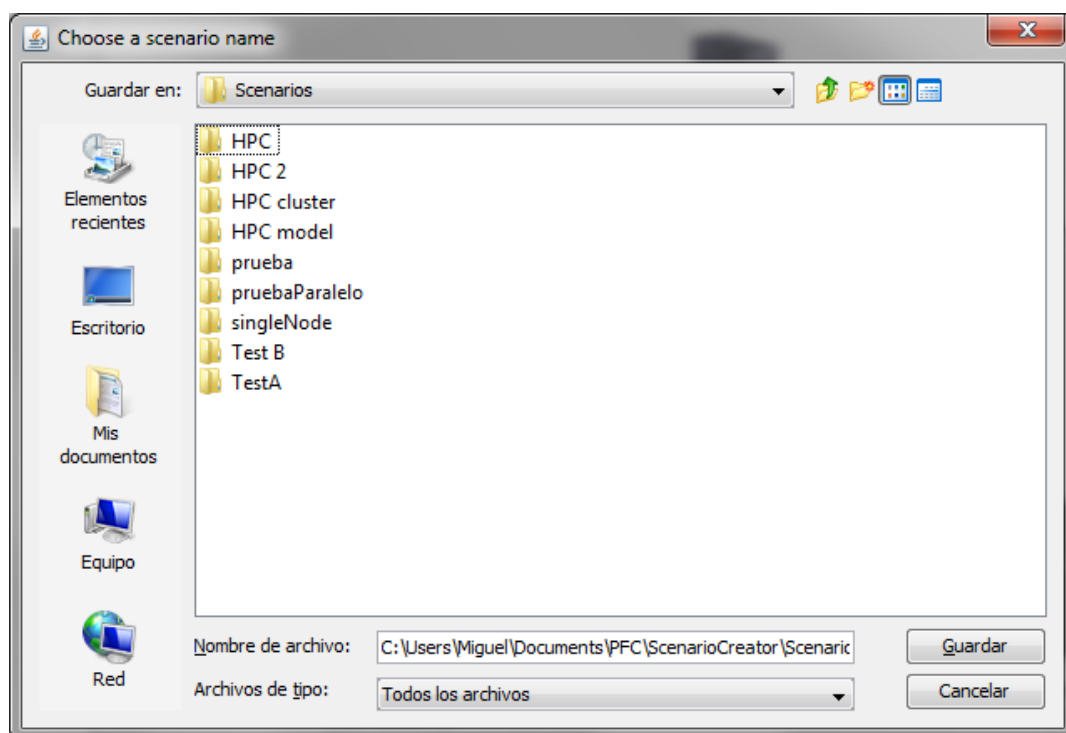 Choose a scenario name
Guardar en:
Scenarios
Elementos
recientes
Escritorio
Mis
documentos
Equipo
Red
HPC
HPC 2
HPC cluster
HPC model
prueba
pruebaParalelo
singleNode
Test B
TestA
Nombre de archivo:
C:\Users\Miguel\Documents\PFC\ScenarioCreator\Scenaric
Guardar
Archivos de tipo:
Todos los archivos
Cancelar